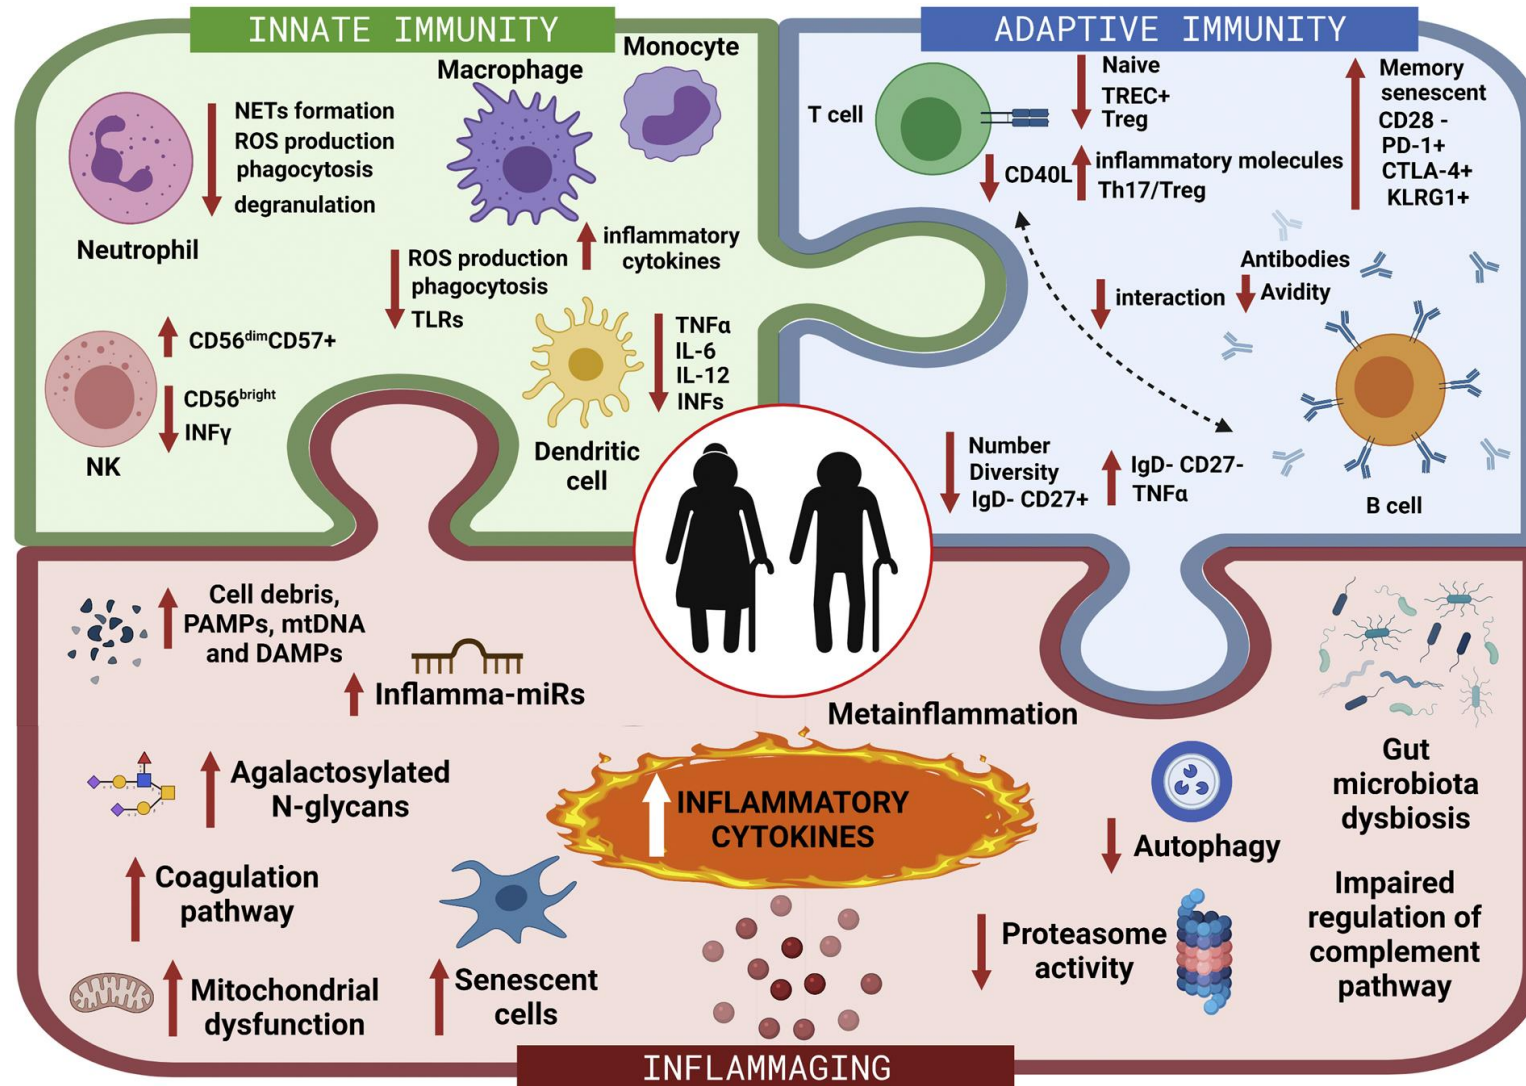 INNATE IMMUNITY
Neutrophil
NETs formation
ROS production
phagocytosis
degranulation
Macrophage
Monocyte
ROS production
phagocytosis
TLRs
inflammatory
cytokines
NK
CD56dimCD57+
CD56bright
INFγ
Dendritic
cell
TNFα
IL-6
IL-12
INFs
ADAPTIVE IMMUNITY
T cell
Naive
TREC+
Treg
CD40L
inflammatory molecules
Th17/Treg
Memory
senescent
CD28 -
PD-1+
CTLA-4+
KLRG1+
interaction
Antibodies
Avidity
Number
Diversity
IgD- CD27+
IgD- CD27-
TNFα
B cell
Cell debris,
PAMPs, mtDNA
and DAMPs
Inflamma-miRs
Agalactosylated
N-glycans
Coagulation
pathway
Mitochondrial
dysfunction
Senescent
cells
Metainflammation
INFLAMMATORY
CYTOKINES
Autophagy
Proteasome
activity
Gut
microbiota
dysbiosis
Impaired
regulation of
complement
pathway
INFLAMMAGING